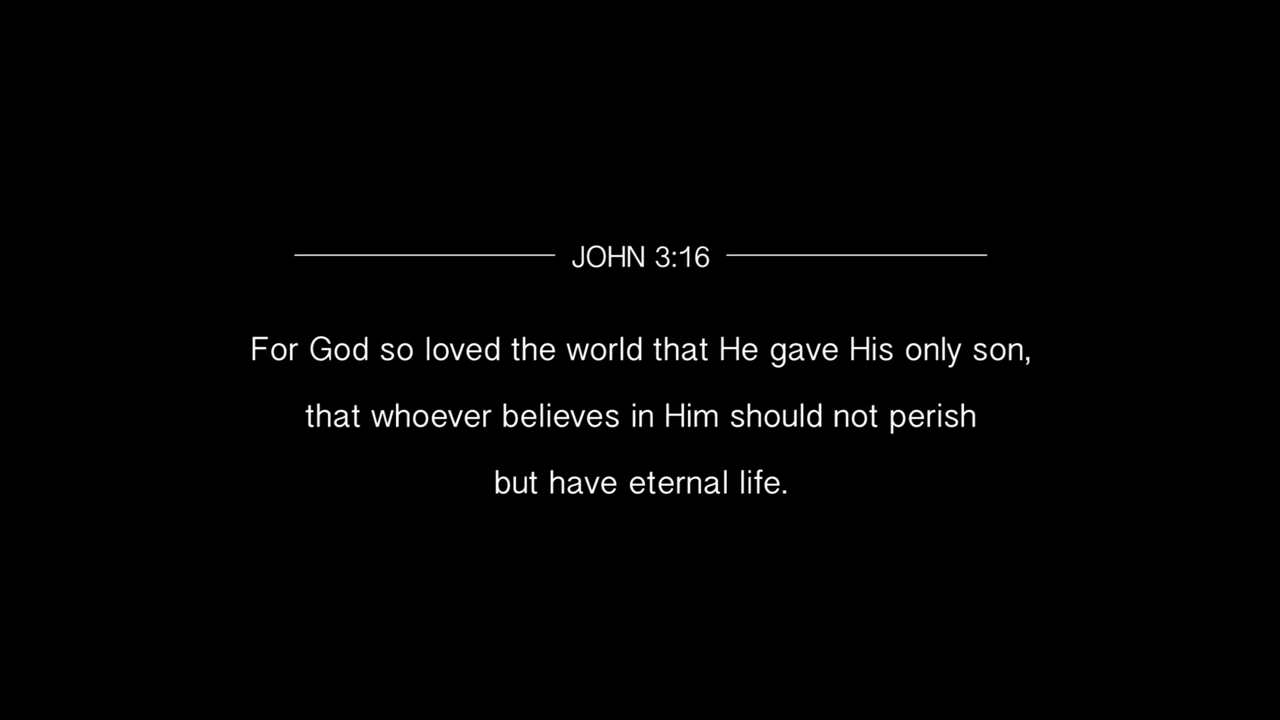 JOHN 3:16
For God so loved the world that He gave His only son,
that whoever believes in Him should not perish
but have eternal life.